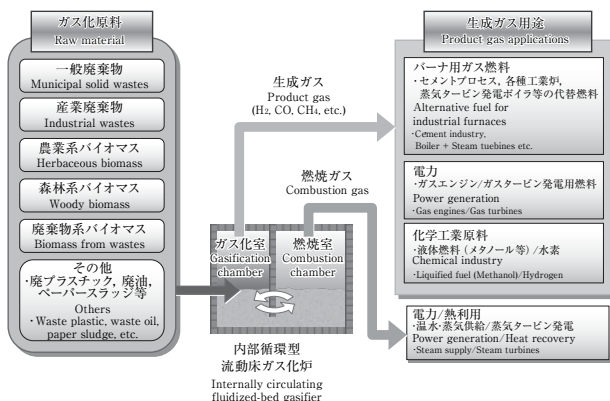 ガス化原料
Raw material
一般廃棄物
Municipal solid wastes
産業廃棄物
Industrial wastes
農業系バイオマス
Herbaceous biomass
森林系バイオマス
Woody biomass
廃棄物系バイオマス
Biomass from wastes
その他
・廃プラスチック, 廃油,
ペーパースラッジ等
Others
・Waste plastic, waste oil,
paper sludge, etc.
生成ガス
Product gas
(H2, CO, CH4, etc.)
燃焼ガス
Combustion gas
ガス化室
Gasification
chamber
燃焼室
Combustion
chamber
内部循環型
流動床ガス化炉
Internally circulating
fluidized-bed gasifier
生成ガス用途
Product gas applications
バーナ用ガス燃料
・セメントプロセス, 各種工業炉,
蒸気タービン発電ボイラ等の代替燃料
Alternative fuel for
industrial furnaces
・Cement industry,
Boiler + Steam tuebines etc.
電力
・ガスエンジン/ガスタービン発電用燃料
Power generation
・Gas engines/Gas turbines
化学工業原料
・液体燃料（メタノール等）/水素
Chemical industry
・Liquified fuel (Methanol)/Hydrogen
電力/熱利用
・温水・蒸気供給/蒸気タービン発電
Power generation/Heat recovery
・Steam supply/Steam turbines